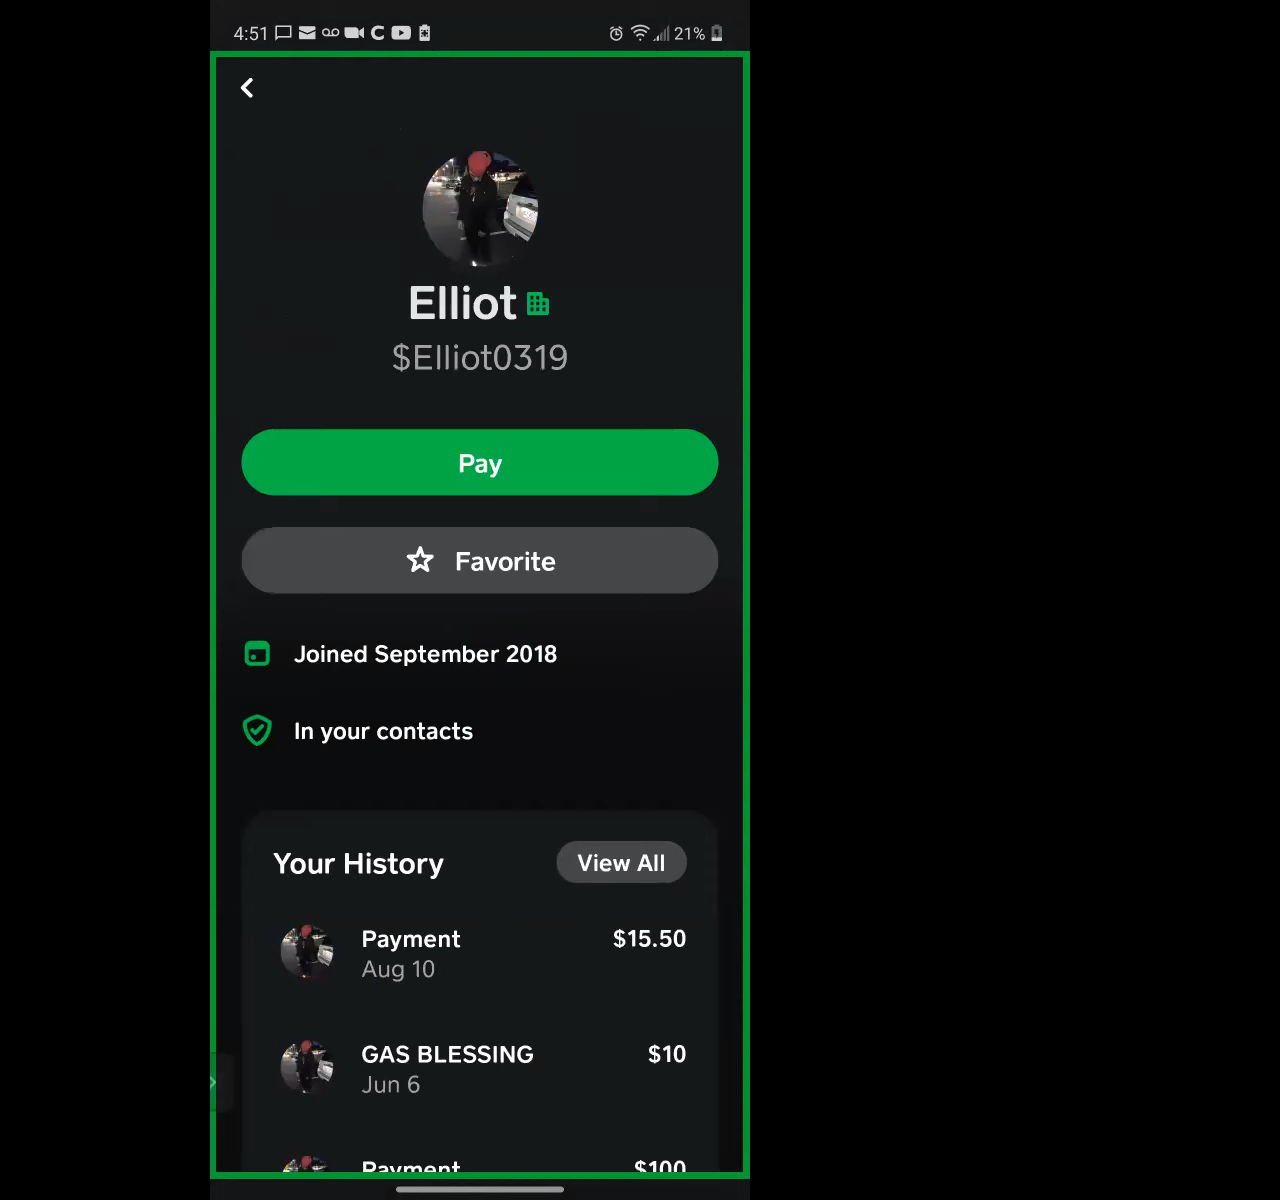 4:51 21%
Elliot
$Elliot0319
Pay
Favorite
Joined September 2018
In your contacts
Your History View All
Payment $15.50
Aug 10
GAS BLESSING $10
Jun 6
Payment $100